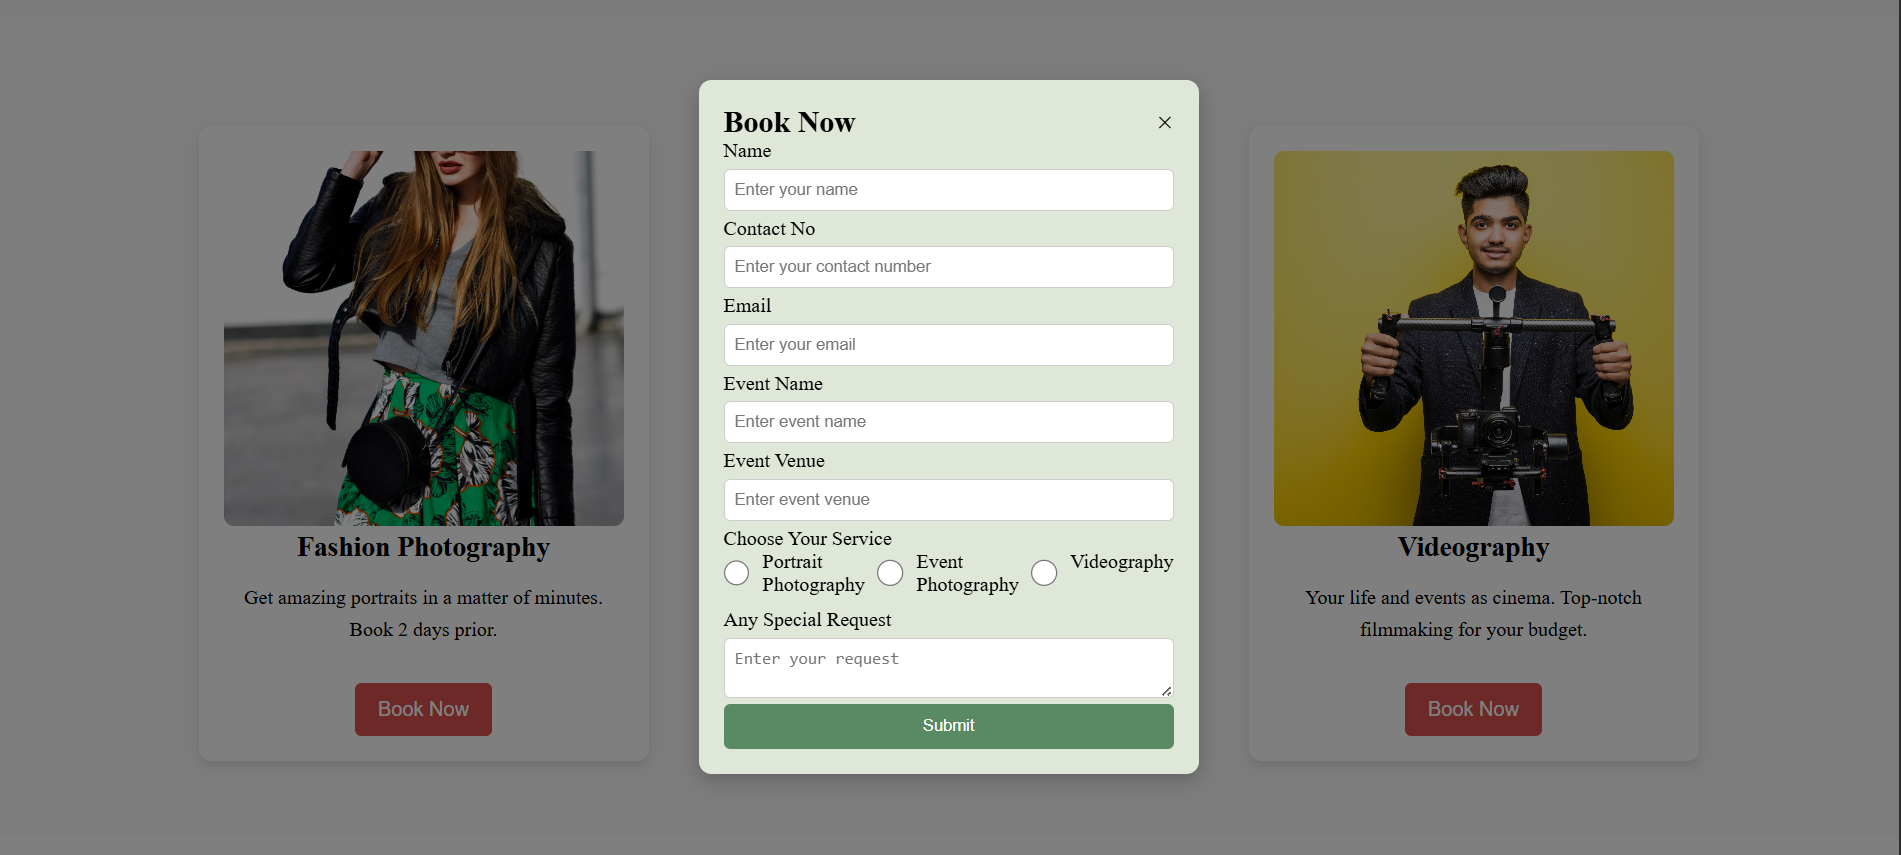 Book Now
Name
Enter your name
Contact No
Enter your contact number
Email
Enter your email
Event Name
Enter event name
Event Venue
Enter event venue
Choose Your Service
Portrait
Photography
Event
Photography
Videography
Any Special Request
Enter your request
Submit
Fashion Photography
Get amazing portraits in a matter of minutes.
Book 2 days prior.
Book Now
Videography
Your life and events as cinema. Top-notch
filmmaking for your budget.
Book Now